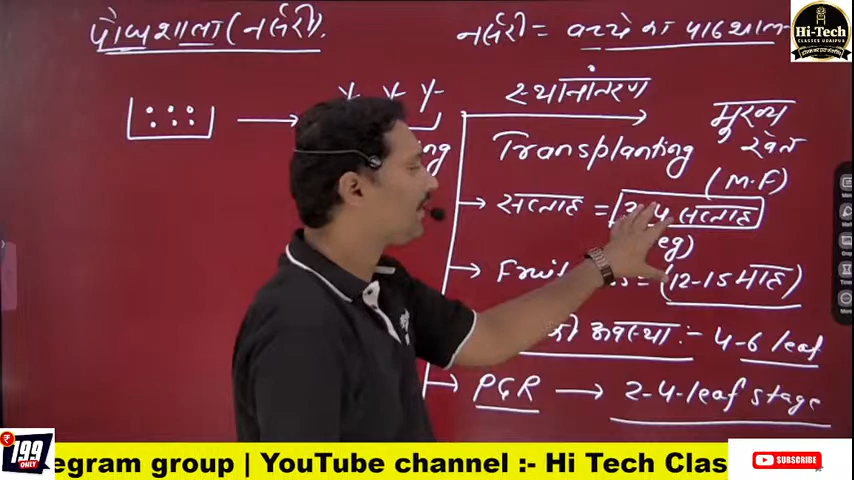 पौधशाला (नर्सरी).
नर्सरी = बच्चे का पाठशाला
Hi-Tech
CLASSES UDAIPUR
स्थानांतरण
Transplanting
मुख्य
खेत
(M.F)
→ सप्ताह = 3-4 सप्ताह
eg)
→ Fruit = (12-15 माह)
की अवस्था :- 4-6 leaf
→ PGR → 2-4-leaf stage
₹ 199 ONLY
egram group | YouTube channel :- Hi Tech Clas
SUBSCRIBE